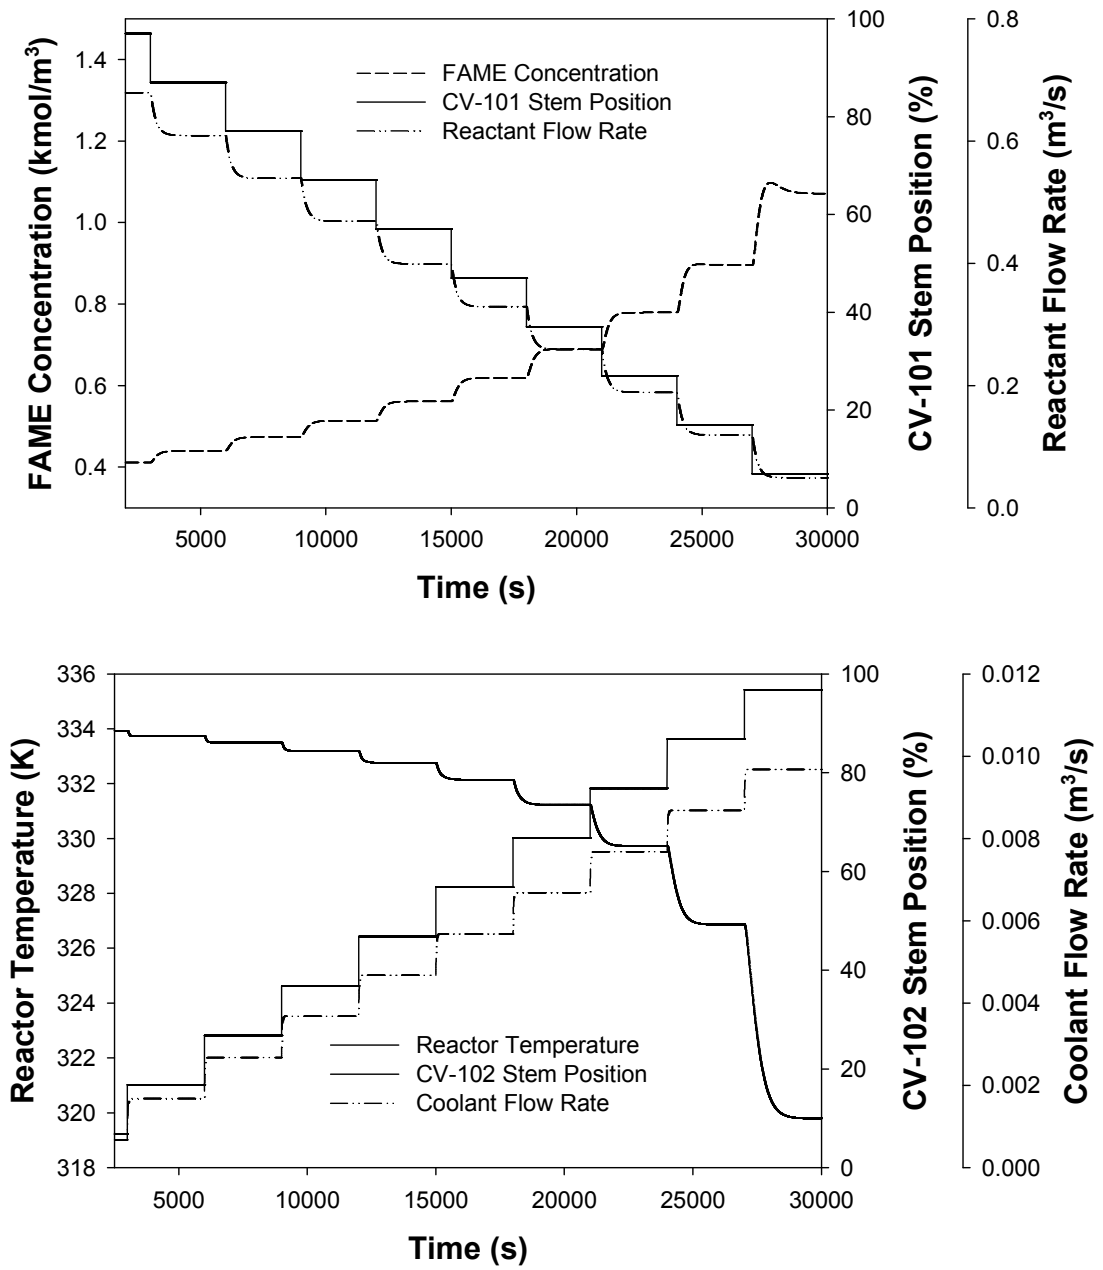 FAME Concentration (kmol/m³)
1.4
1.2
1.0
0.8
0.6
0.4
FAME Concentration
CV-101 Stem Position
Reactant Flow Rate
100
80
60
40
20
0
CV-101 Stem Position (%)
0.8
0.6
0.4
0.2
0.0
Reactant Flow Rate (m³/s)
5000 10000 15000 20000 25000 30000
Time (s)
Reactor Temperature (K)
336
334
332
330
328
326
324
322
320
318
Reactor Temperature
CV-102 Stem Position
Coolant Flow Rate
100
80
60
40
20
0
CV-102 Stem Position (%)
0.012
0.010
0.008
0.006
0.004
0.002
0.000
Coolant Flow Rate (m³/s)
5000 10000 15000 20000 25000 30000
Time (s)